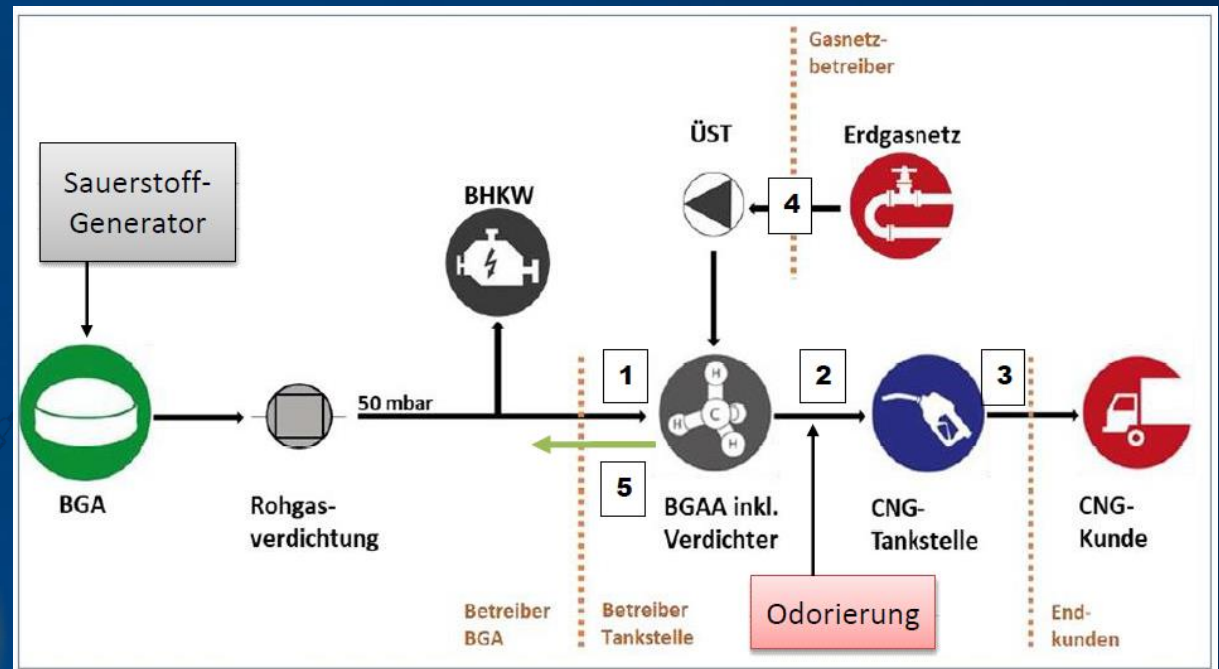 Gasnetz-
betreiber
ÜST
Erdgasnetz
Sauerstoff-
Generator
BHKW
4
1
2
3
50 mbar
H
H
C
H
5
BGA
Rohgas-
verdichtung
BGAA inkl.
Verdichter
CNG-
Tankstelle
CNG-
Kunde
Betreiber
BGA
Betreiber
Tankstelle
Odorierung
End-
kunden